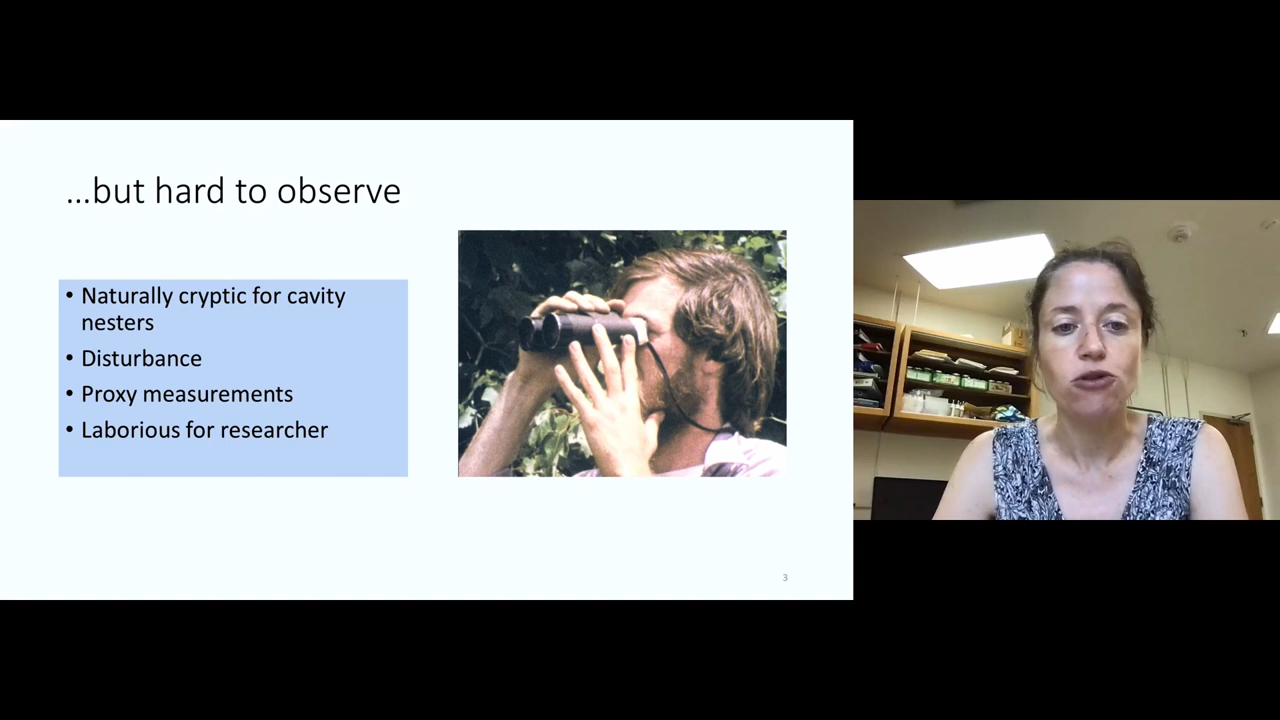 ...but hard to observe
• Naturally cryptic for cavity
nesters
• Disturbance
• Proxy measurements
• Laborious for researcher
3